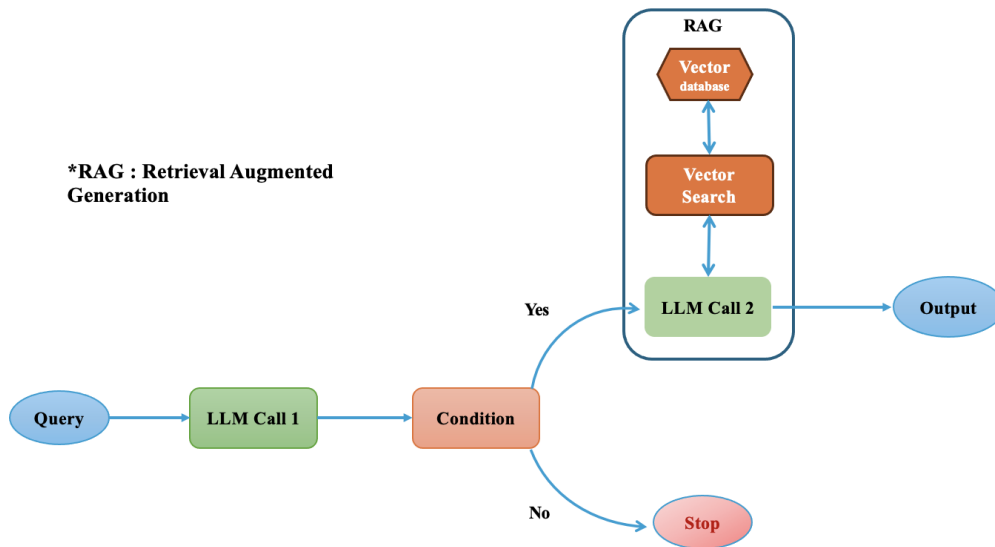 RAG
Vector
database
*RAG : Retrieval Augmented
Generation
Vector
Search
Yes
LLM Call 2
Output
Query
LLM Call 1
Condition
No
Stop